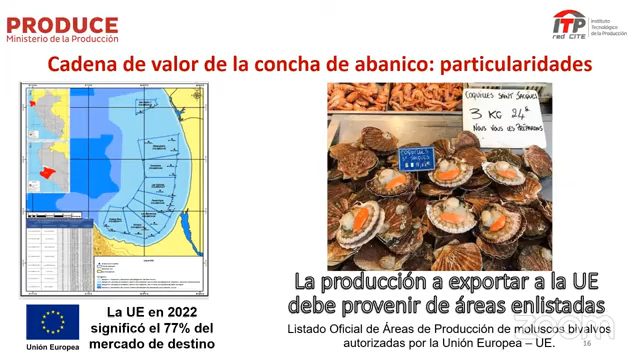 PRODUCE
Ministerio de la Producción
ITP
red CITE
Instituto
Tecnológico
de la Producción
Cadena de valor de la concha de abanico: particularidades
COQUILLES SAINT JACQUES
3 KG 24€
NOUS VOUS LES PRÉPARONS
La producción a exportar a la UE
debe provenir de áreas enlistadas
Listado Oficial de Áreas de Producción de moluscos bivalvos
autorizadas por la Unión Europea – UE.
16
zoom
Unión Europea
La UE en 2022
significó el 77% del
mercado de destino